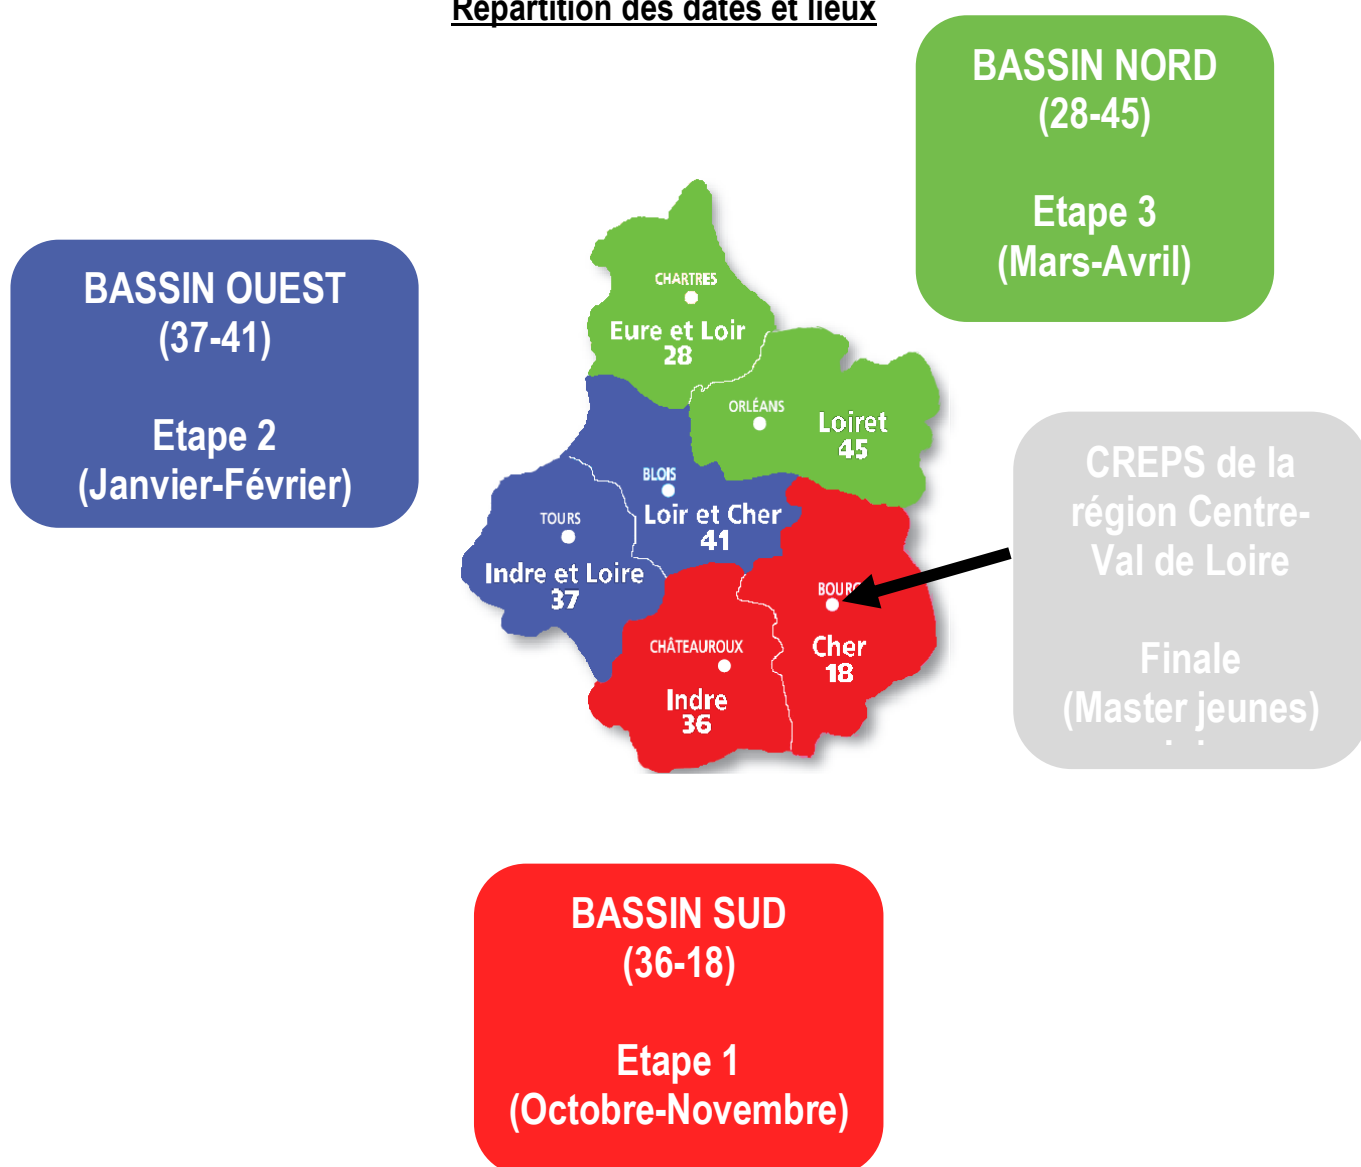 Répartition des dates et lieux
BASSIN NORD
(28-45)
Etape 3
(Mars-Avril)
BASSIN OUEST
(37-41)
Etape 2
(Janvier-Février)
CHARTRES
Eure et Loir
28
ORLÉANS
Loiret
45
BLOIS
Loir et Cher
41
TOURS
Indre et Loire
37
CHÂTEAUROUX
Indre
36
BOURG
Cher
18
CREPS de la
région Centre-
Val de Loire
Finale
(Master jeunes)
BASSIN SUD
(36-18)
Etape 1
(Octobre-Novembre)